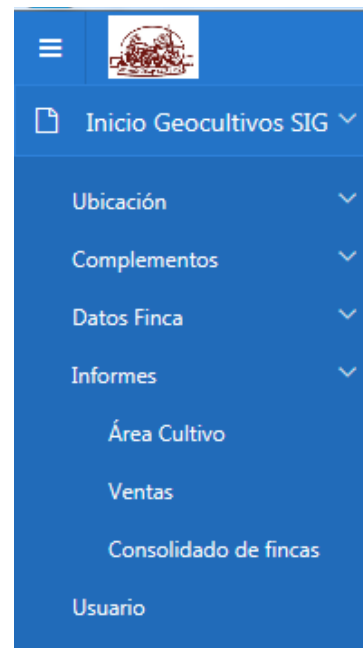 Inicio Geocultivos SIG
Ubicación
Complementos
Datos Finca
Informes
Área Cultivo
Ventas
Consolidado de fincas
Usuario